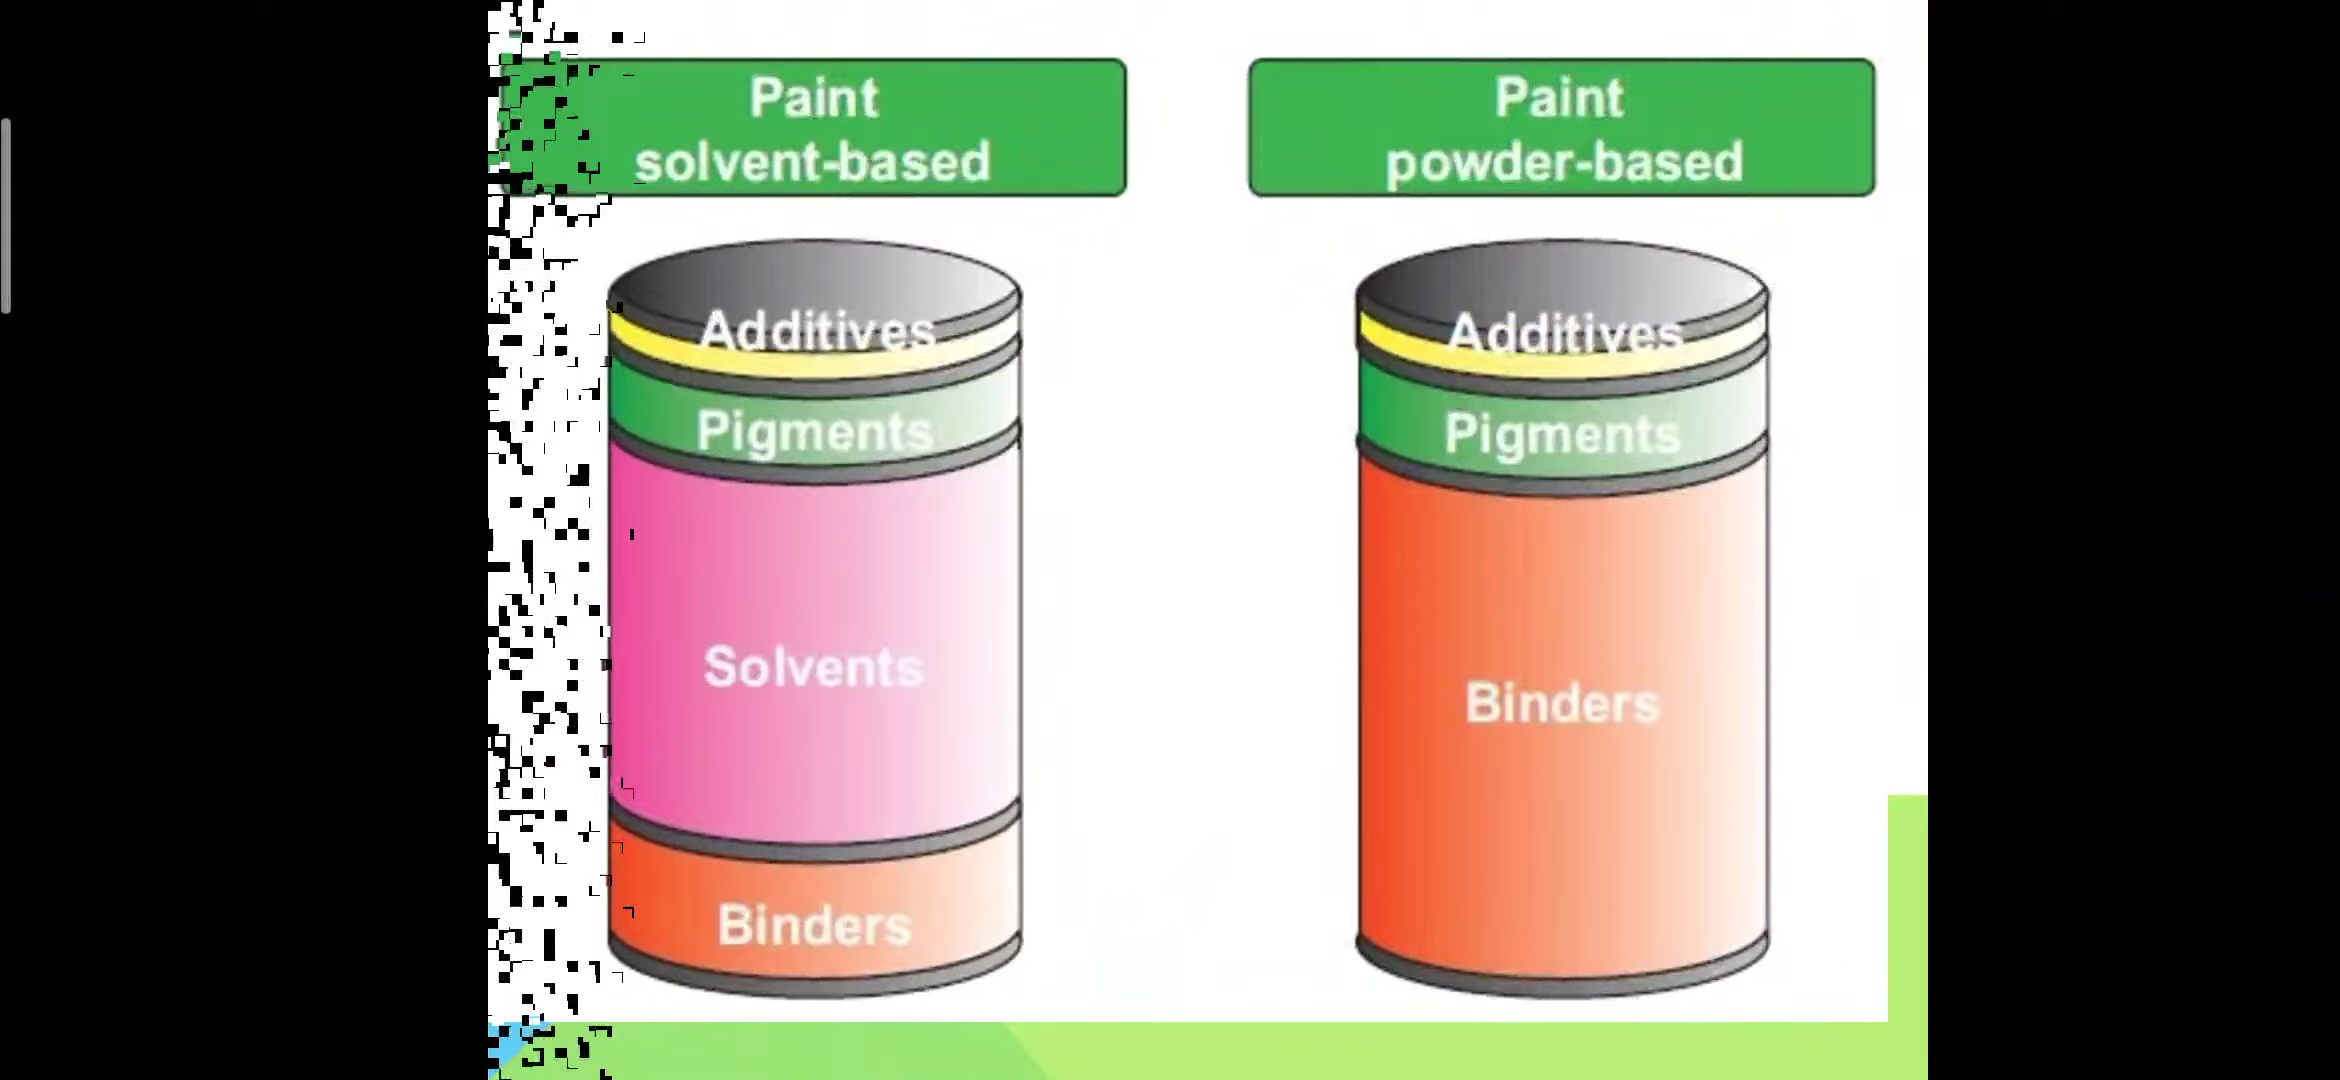 Paint
solvent-based
Additives
Pigments
Solvents
Binders
Paint
powder-based
Additives
Pigments
Binders